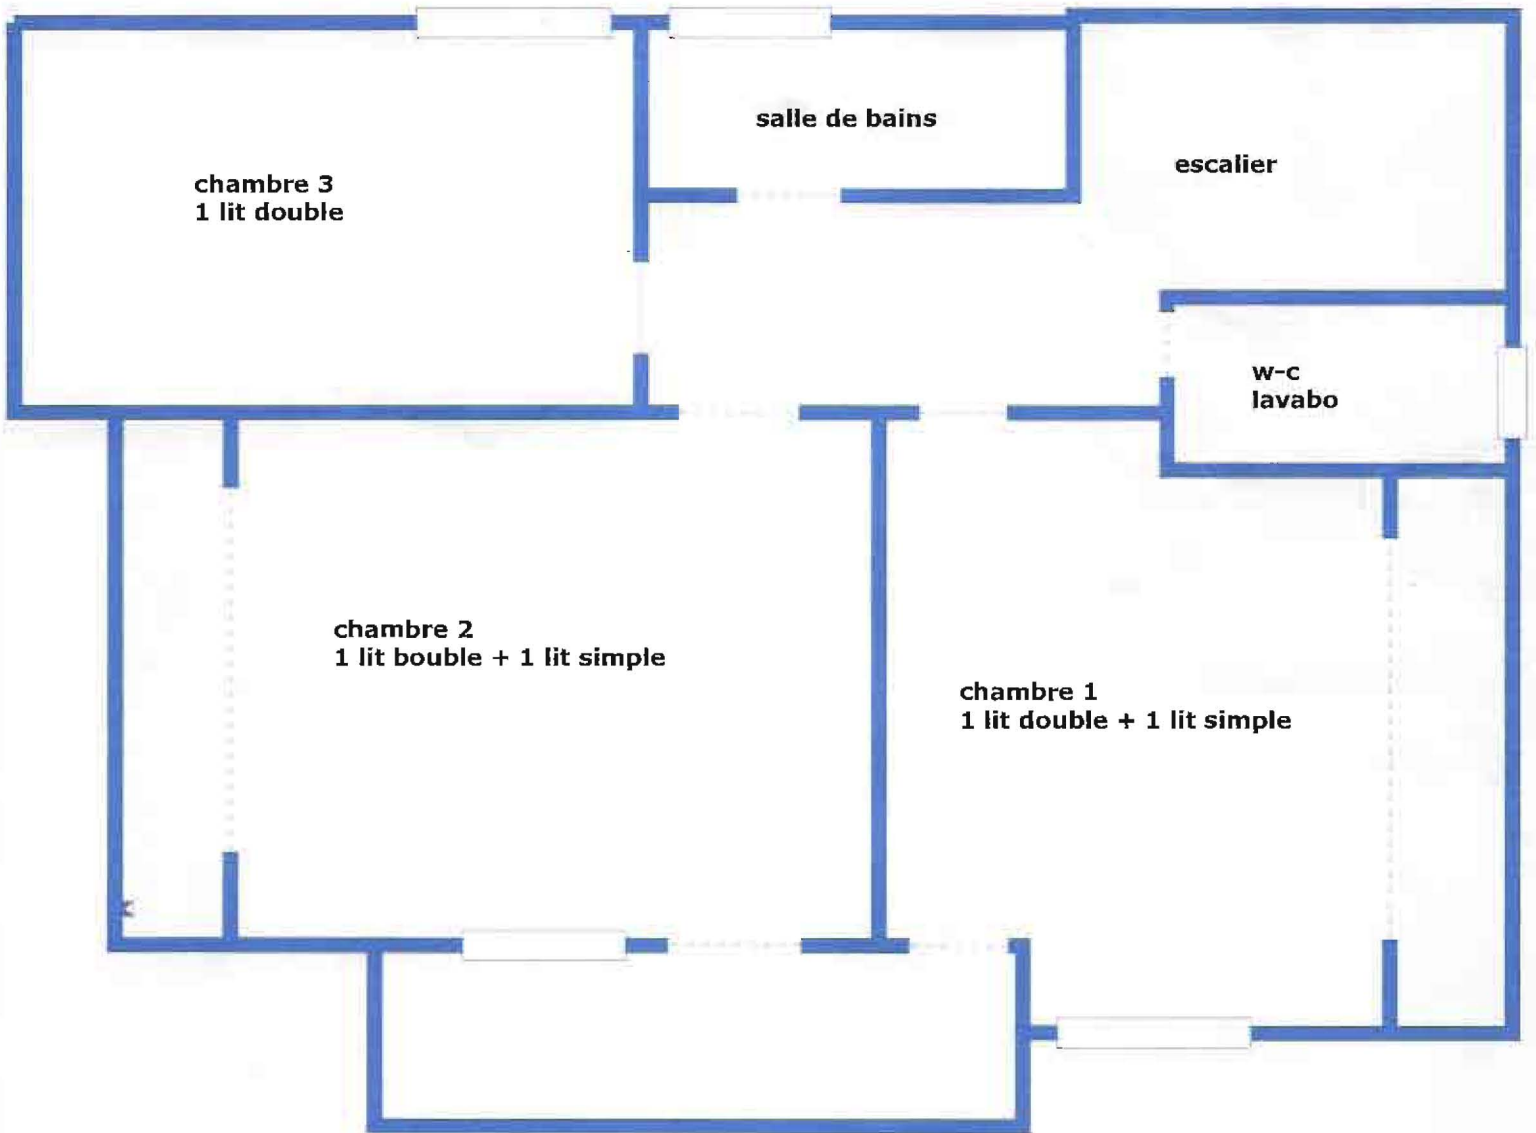 salle de bains
escalier
chambre 3
1 lit double
w-c
lavabo
chambre 2
1 lit bouble + 1 lit simple
chambre 1
1 lit double + 1 lit simple